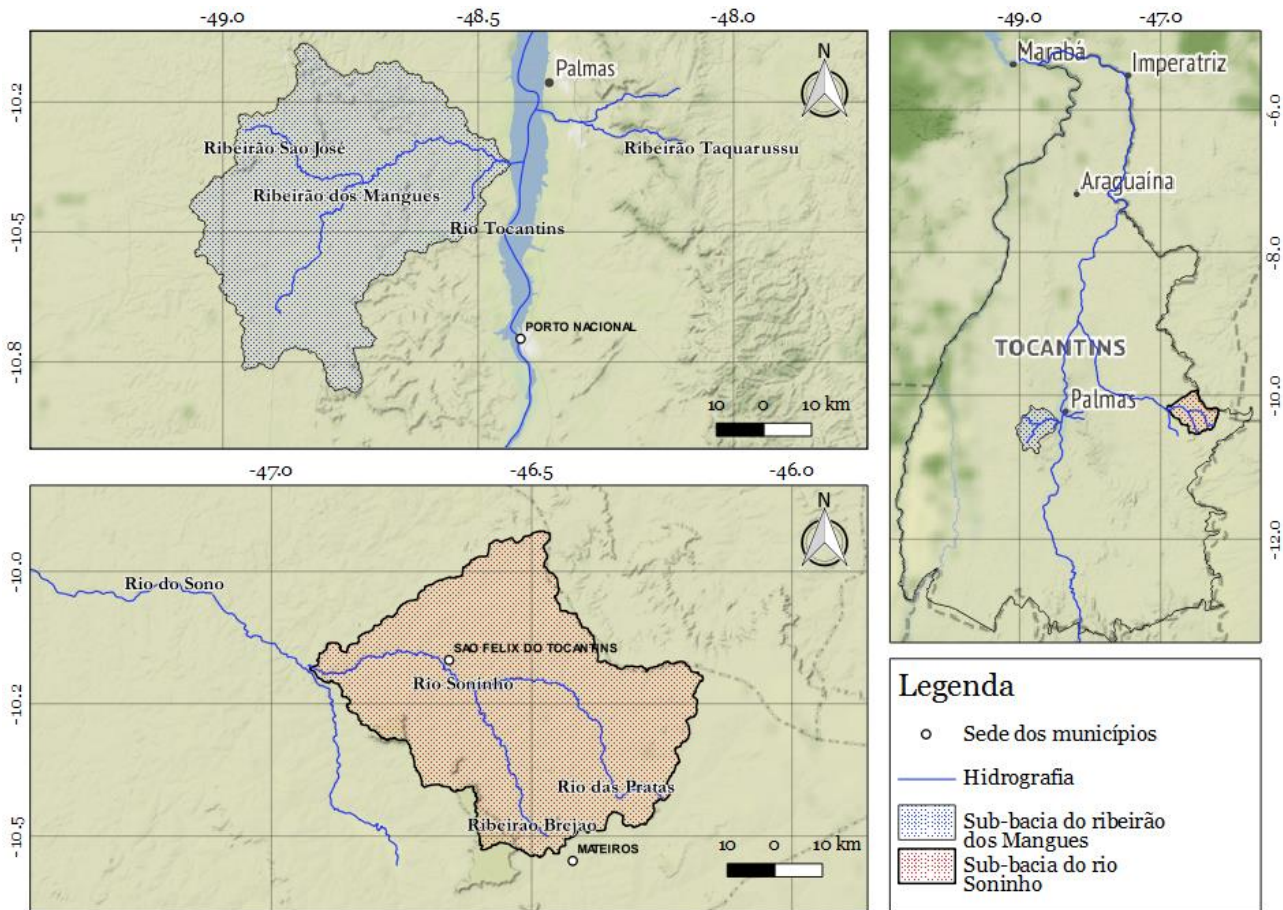 -49.0
-48.5
-48.0
N
Palmas
-10.2
Ribeirão Sao José
Ribeirão Taquarussu
Ribeirão dos Mangues
-10.5
Rio Tocantins
PORTO NACIONAL
-10.8
10 0 10 km
-47.0
-46.5
-46.0
N
-10.0
Rio do Sono
SAO FELIX DO TOCANTINS
Rio Soninho
-10.2
Rio das Pratas
Ribeirao Brejao
-10.5
MATEIROS
10 0 10 km
-49.0
-47.0
Marabá
Imperatriz
-6.0
Araguaína
-8.0
TOCANTINS
-10.0
Palmas
-12.0
Legenda
Sede dos municípios
Hidrografia
Sub-bacia do ribeirão
dos Mangues
Sub-bacia do rio
Soninho